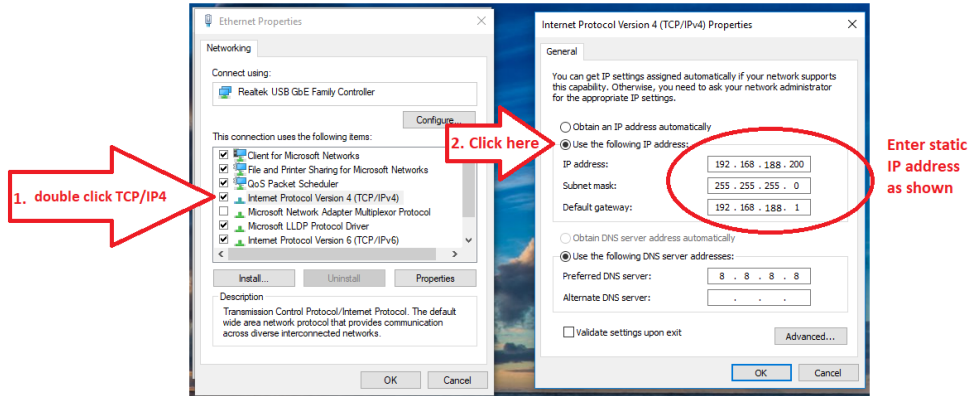 Ethernet Properties
Networking
Connect using:
Realtek USB GbE Family Controller
Configure...
This connection uses the following items:
Client for Microsoft Networks
File and Printer Sharing for Microsoft Networks
QoS Packet Scheduler
Internet Protocol Version 4 (TCP/IPv4)
Microsoft Network Adapter Multiplexor Protocol
Microsoft LLDP Protocol Driver
Internet Protocol Version 6 (TCP/IPv6)
Install...
Uninstall
Properties
Description
Transmission Control Protocol/Internet Protocol. The default
wide area network protocol that provides communication
across diverse interconnected networks.
OK
Cancel
1. double click TCP/IP4
Internet Protocol Version 4 (TCP/IPv4) Properties
General
You can get IP settings assigned automatically if your network supports
this capability. Otherwise, you need to ask your network administrator
for the appropriate IP settings.
Obtain an IP address automatically
2. Click here
Use the following IP address:
IP address:
192 . 168 . 188 . 200
Subnet mask:
255 . 255 . 255 . 0
Default gateway:
192 . 168 . 188 . 1
Enter static
IP address
as shown
Obtain DNS server address automatically
Use the following DNS server addresses:
Preferred DNS server:
8 . 8 . 8 . 8
Alternate DNS server:
. . .
Validate settings upon exit
Advanced...
OK
Cancel